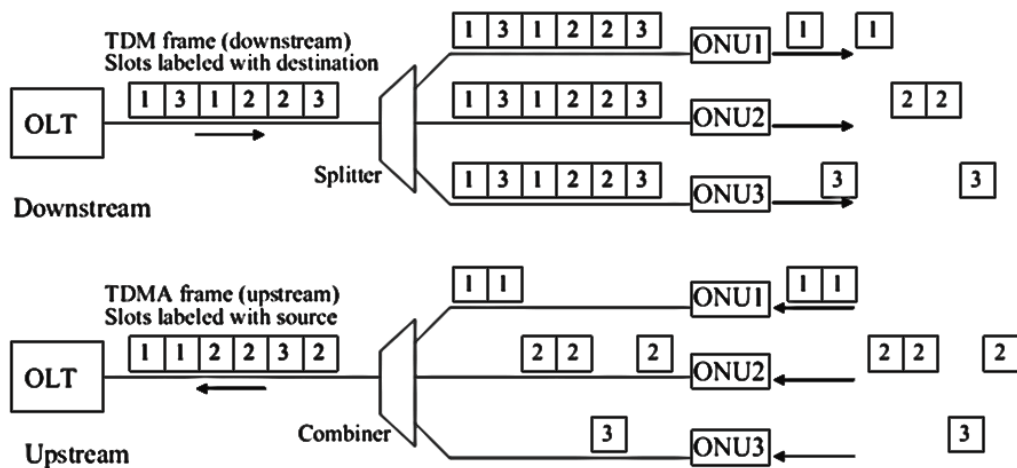 TDM frame (downstream)
Slots labeled with destination
1 3 1 2 2 3
OLT
Splitter
Downstream
1 3 1 2 2 3
ONU1
1 1
1 3 1 2 2 3
ONU2
2 2
1 3 1 2 2 3
ONU3
3 3
TDMA frame (upstream)
Slots labeled with source
1 1 2 2 3 2
OLT
Combiner
Upstream
1 1
ONU1
1 1
2 2 2
ONU2
2 2 2
3
ONU3
3